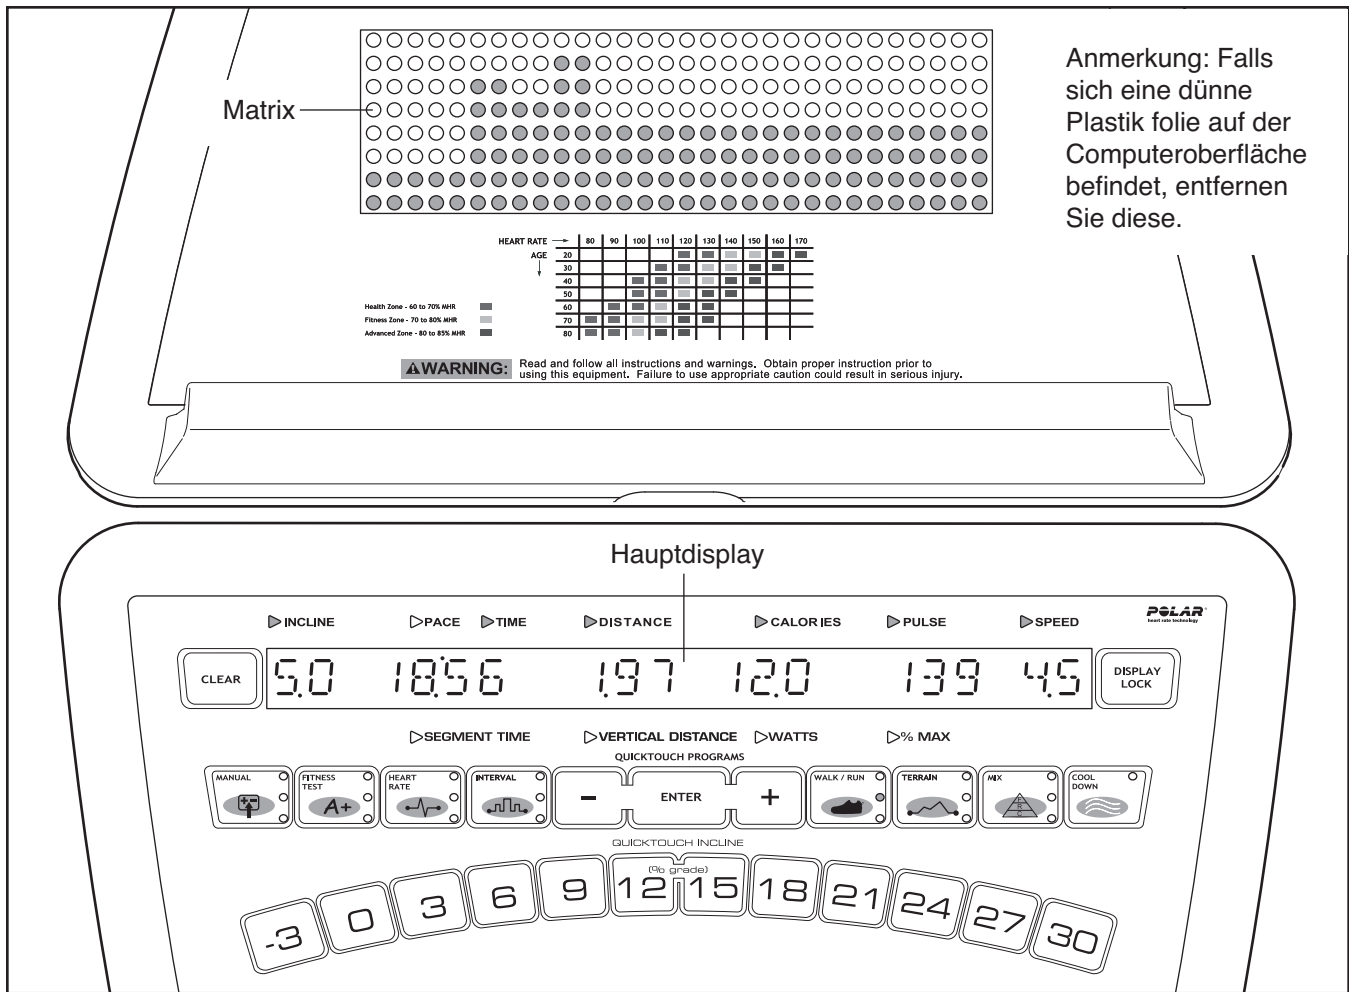 Matrix
Anmerkung: Falls
sich eine dünne
Plastik folie auf der
Computeroberfläche
befindet, entfernen
Sie diese.
HEART RATE → 80 90 100 110 120 130 140 150 160 170
AGE 20
30
40
50
60
70
80
Health Zone - 60 to 70% MHR
Fitness Zone - 70 to 80% MHR
Advanced Zone - 80 to 85% MHR
WARNING: Read and follow all instructions and warnings. Obtain proper instruction prior to
using this equipment. Failure to use appropriate caution could result in serious injury.
Hauptdisplay
POLAR
heart rate technology
INCLINE PACE TIME DISTANCE CALORIES PULSE SPEED
CLEAR 5.0 18:56 1.97 12.0 139 4.5 DISPLAY
LOCK
SEGMENT TIME VERTICAL DISTANCE WATTS % MAX
QUICKTOUCH PROGRAMS
MANUAL FITNESS
TEST
A+
HEART
RATE
INTERVAL
- ENTER +
WALK / RUN TERRAIN MIX COOL
DOWN
QUICKTOUCH INCLINE
(% grade)
-3 0 3 6 9 12 15 18 21 24 27 30